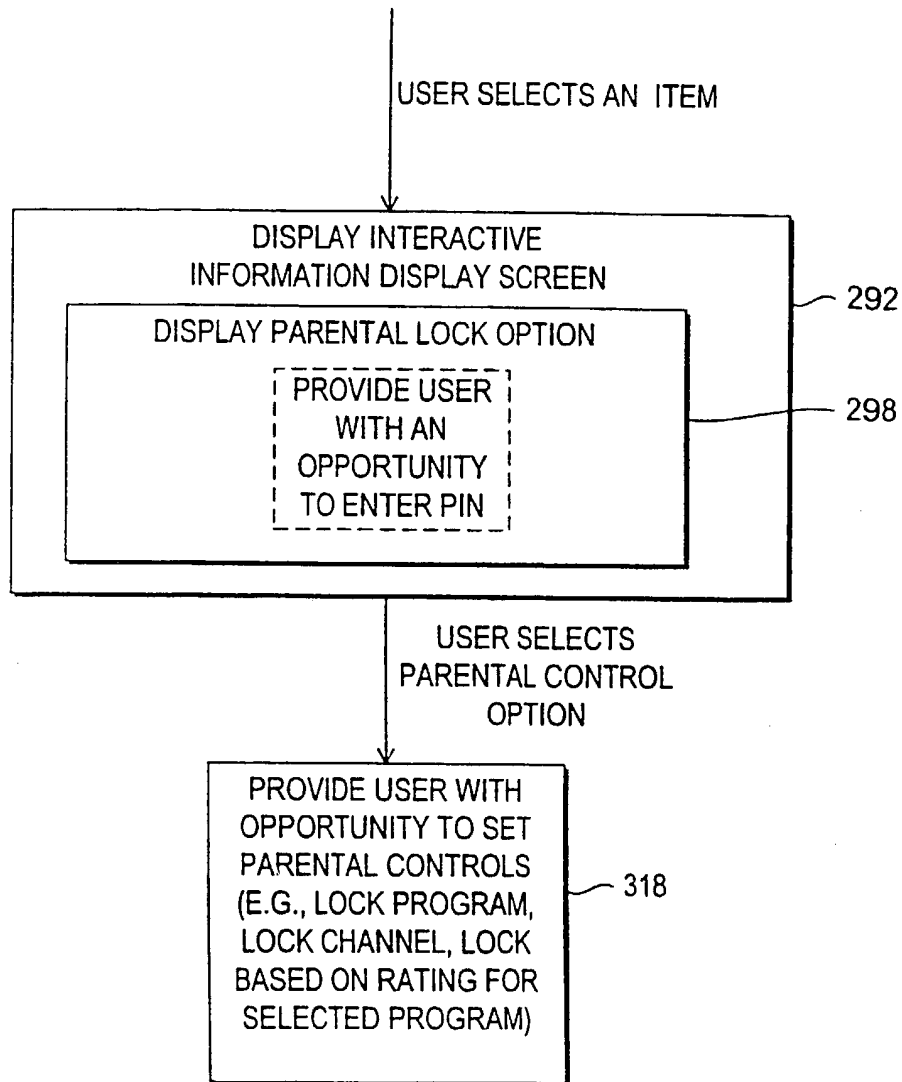 USER SELECTS AN ITEM
DISPLAY INTERACTIVE
INFORMATION DISPLAY SCREEN
292
DISPLAY PARENTAL LOCK OPTION
298
PROVIDE USER
WITH AN
OPPORTUNITY
TO ENTER PIN
USER SELECTS
PARENTAL CONTROL
OPTION
PROVIDE USER WITH
OPPORTUNITY TO SET
PARENTAL CONTROLS
(E.G., LOCK PROGRAM,
LOCK CHANNEL, LOCK
BASED ON RATING FOR
SELECTED PROGRAM)
318